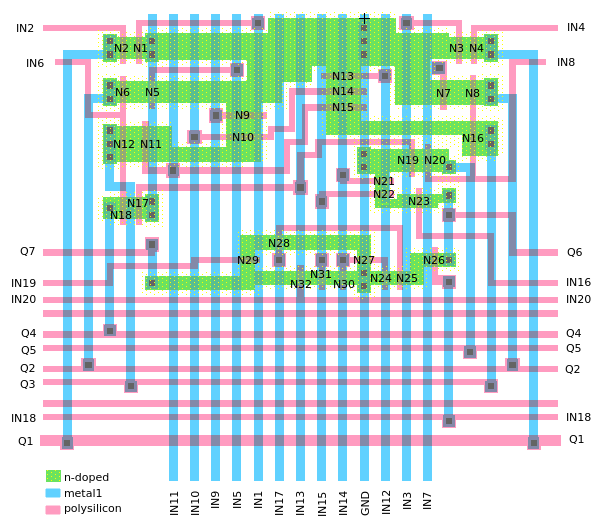 IN2 N2 N1 N3 N4 IN4
IN6 IN8
N13
N6 N5 N14 N7 N8
N15
N9
N10
N12 N11 N16
N19 N20
N21
N22
N17 N23
N18
N28
Q7 Q6
N29 N27 N26
N31
IN19 N32 N30 N24 N25 IN16
IN20 IN20
Q4 Q4
Q5 Q5
Q2 Q2
Q3
IN18 IN18
Q1 Q1
n-doped
metal1
polysilicon
IN11
IN10
IN9
IN5
IN1
IN17
IN13
IN15
IN14
GND
IN12
IN3
IN7